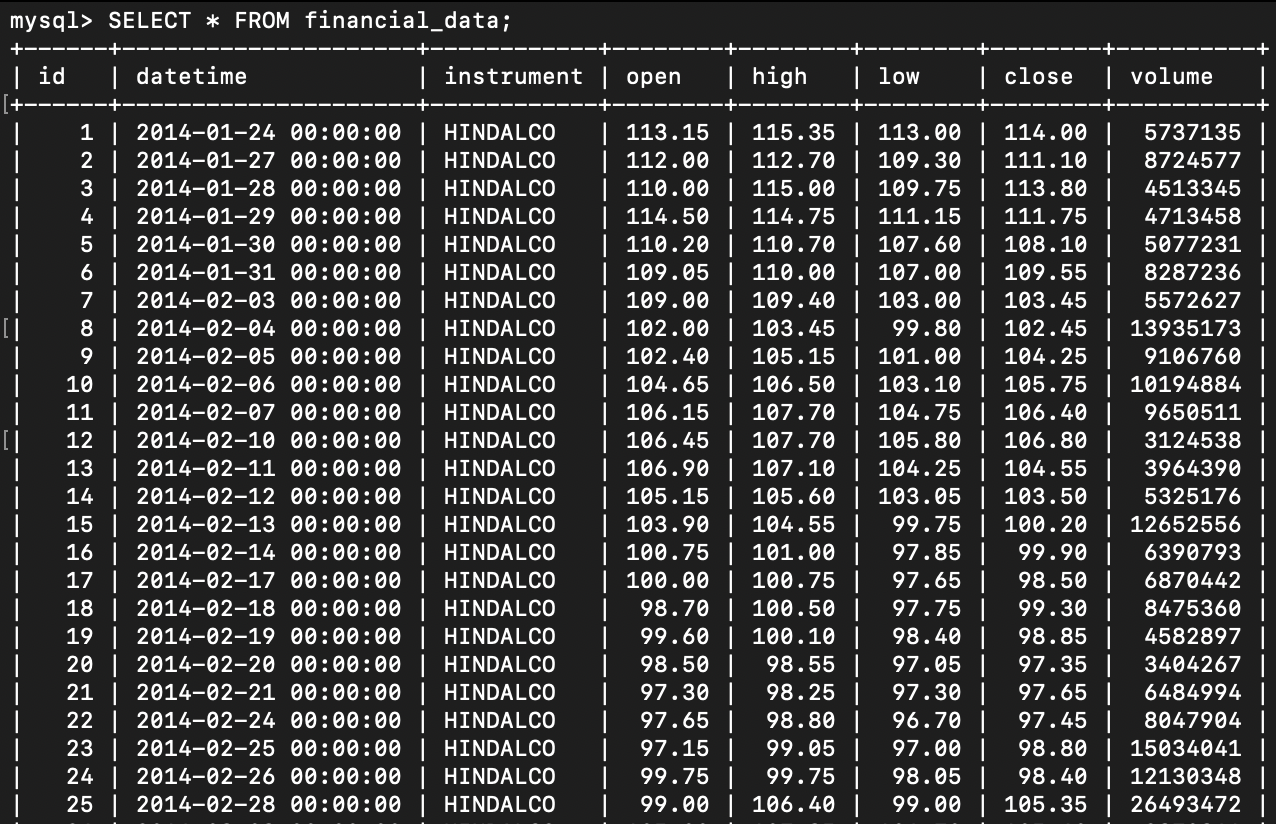 mysql> SELECT * FROM financial_data;
+------+---------------------+------------+--------+--------+--------+--------+----------+
| id   | datetime            | instrument | open   | high   | low    | close  | volume   |
+------+---------------------+------------+--------+--------+--------+--------+----------+
|    1 | 2014-01-24 00:00:00 | HINDALCO   | 113.15 | 115.35 | 113.00 | 114.00 |  5737135 |
|    2 | 2014-01-27 00:00:00 | HINDALCO   | 112.00 | 112.70 | 109.30 | 111.10 |  8724577 |
|    3 | 2014-01-28 00:00:00 | HINDALCO   | 110.00 | 115.00 | 109.75 | 113.80 |  4513345 |
|    4 | 2014-01-29 00:00:00 | HINDALCO   | 114.50 | 114.75 | 111.15 | 111.75 |  4713458 |
|    5 | 2014-01-30 00:00:00 | HINDALCO   | 110.20 | 110.70 | 107.60 | 108.10 |  5077231 |
|    6 | 2014-01-31 00:00:00 | HINDALCO   | 109.05 | 110.00 | 107.00 | 109.55 |  8287236 |
|    7 | 2014-02-03 00:00:00 | HINDALCO   | 109.00 | 109.40 | 103.00 | 103.45 |  5572627 |
|    8 | 2014-02-04 00:00:00 | HINDALCO   | 102.00 | 103.45 |  99.80 | 102.45 | 13935173 |
|    9 | 2014-02-05 00:00:00 | HINDALCO   | 102.40 | 105.15 | 101.00 | 104.25 |  9106760 |
|   10 | 2014-02-06 00:00:00 | HINDALCO   | 104.65 | 106.50 | 103.10 | 105.75 | 10194884 |
|   11 | 2014-02-07 00:00:00 | HINDALCO   | 106.15 | 107.70 | 104.75 | 106.40 |  9650511 |
|   12 | 2014-02-10 00:00:00 | HINDALCO   | 106.45 | 107.70 | 105.80 | 106.80 |  3124538 |
|   13 | 2014-02-11 00:00:00 | HINDALCO   | 106.90 | 107.10 | 104.25 | 104.55 |  3964390 |
|   14 | 2014-02-12 00:00:00 | HINDALCO   | 105.15 | 105.60 | 103.05 | 103.50 |  5325176 |
|   15 | 2014-02-13 00:00:00 | HINDALCO   | 103.90 | 104.55 |  99.75 | 100.20 | 12652556 |
|   16 | 2014-02-14 00:00:00 | HINDALCO   | 100.75 | 101.00 |  97.85 |  99.90 |  6390793 |
|   17 | 2014-02-17 00:00:00 | HINDALCO   | 100.00 | 100.75 |  97.65 |  98.50 |  6870442 |
|   18 | 2014-02-18 00:00:00 | HINDALCO   |  98.70 | 100.50 |  97.75 |  99.30 |  8475360 |
|   19 | 2014-02-19 00:00:00 | HINDALCO   |  99.60 | 100.10 |  98.40 |  98.85 |  4582897 |
|   20 | 2014-02-20 00:00:00 | HINDALCO   |  98.50 |  98.55 |  97.05 |  97.35 |  3404267 |
|   21 | 2014-02-21 00:00:00 | HINDALCO   |  97.30 |  98.25 |  97.30 |  97.65 |  6484994 |
|   22 | 2014-02-24 00:00:00 | HINDALCO   |  97.65 |  98.80 |  96.70 |  97.45 |  8047904 |
|   23 | 2014-02-25 00:00:00 | HINDALCO   |  97.15 |  99.05 |  97.00 |  98.80 | 15034041 |
|   24 | 2014-02-26 00:00:00 | HINDALCO   |  99.75 |  99.75 |  98.05 |  98.40 | 12130348 |
|   25 | 2014-02-28 00:00:00 | HINDALCO   |  99.00 | 106.40 |  99.00 | 105.35 | 26493472 |